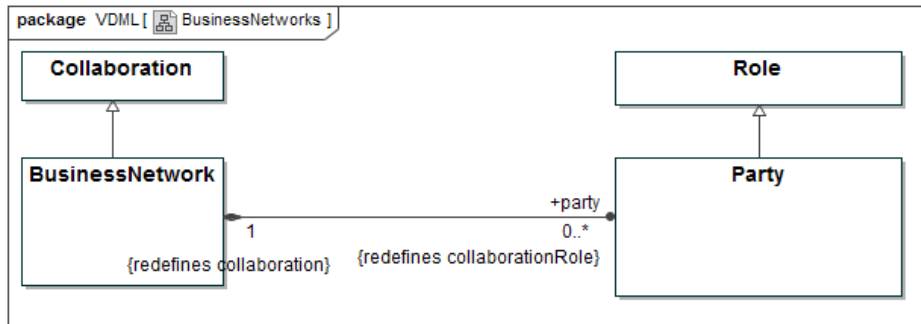 package VDML [ BusinessNetworks ]
Collaboration
Role
BusinessNetwork
Party
+party
1
0..*
{redefines collaboration}
{redefines collaborationRole}